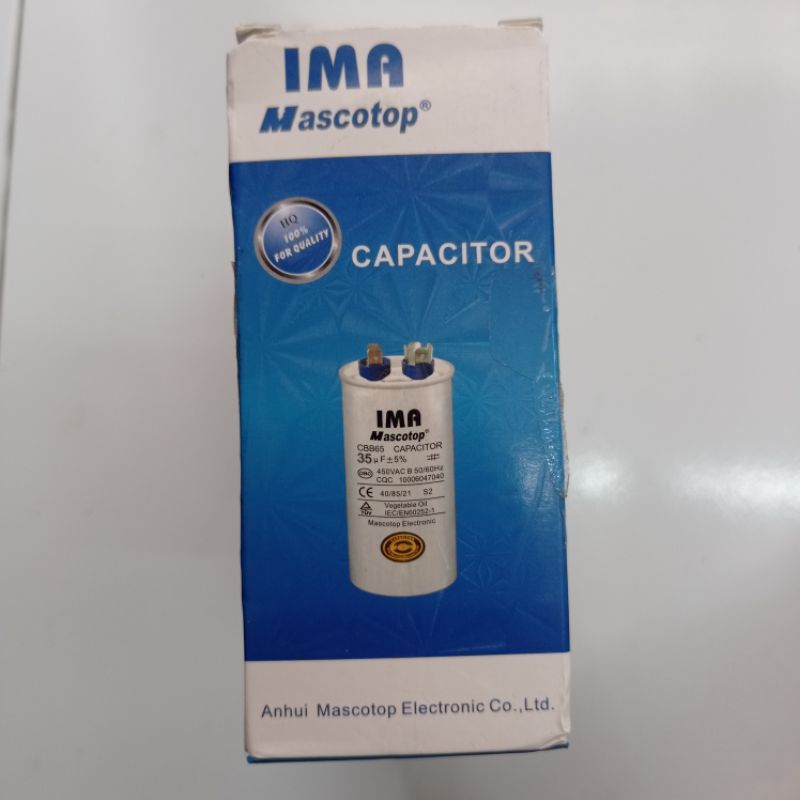 IMA
Mascotop®
HQ
100%
FOR QUALITY
CAPACITOR
IMA
Mascotop®
CBB65 CAPACITOR
35µF±5%
450VAC B 50/60Hz
CQC 10006047040
CE 40/85/21 S2
Vegetable Oil
TÜV IEC/EN60252-1
Mascotop Electronic
Anhui Mascotop Electronic Co.,Ltd.